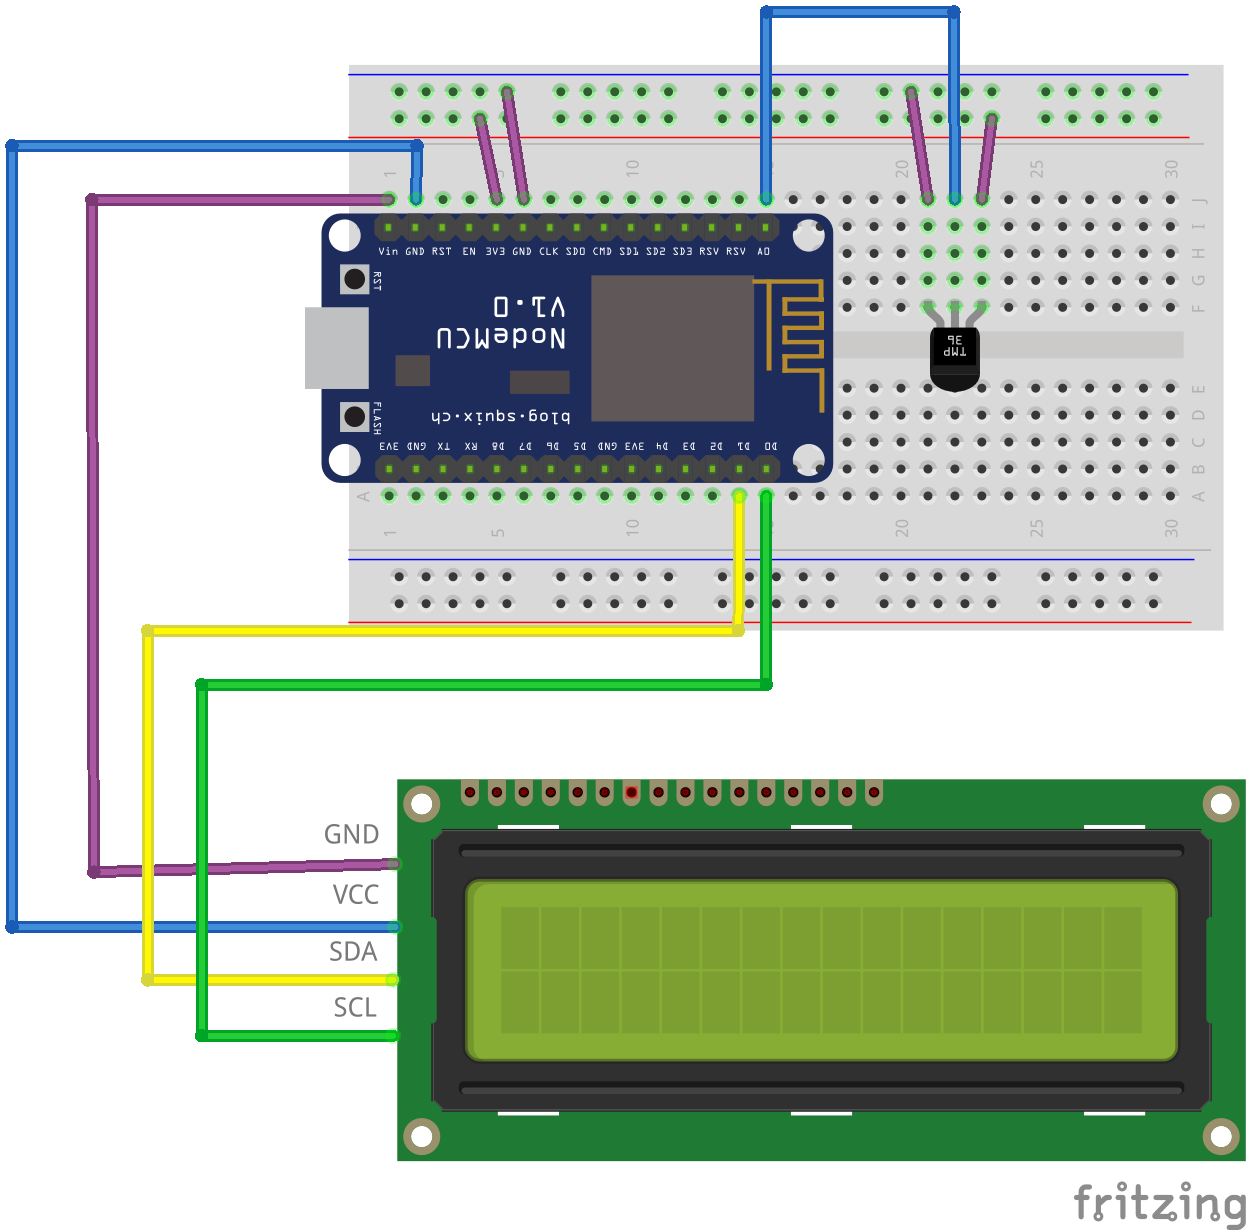 1 5 10 15 20 25 30
J
I
H
G
F
Vin GND RST EN 3V3 GND CLK SD0 CMD SD1 SD2 SD3 RSV RSV A0
RST
V1.0
NodeMCU
TMP
36
blog.squix.ch
FLASH
3V3 GND TX RX D8 D7 D6 D5 GND 3V3 D4 D3 D2 D1 D0
E
D
C
B
A A
1 5 10 20 25 30
GND
VCC
SDA
SCL
fritzing